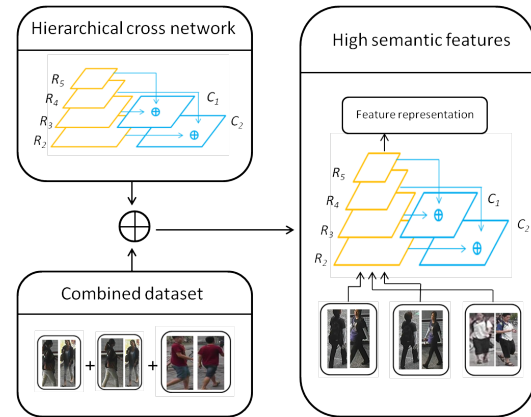 Hierarchical cross network
R5
R4
R3
R2
C1
C2
Combined dataset
+
+
High semantic features
Feature representation
R5
R4
R3
R2
C1
C2